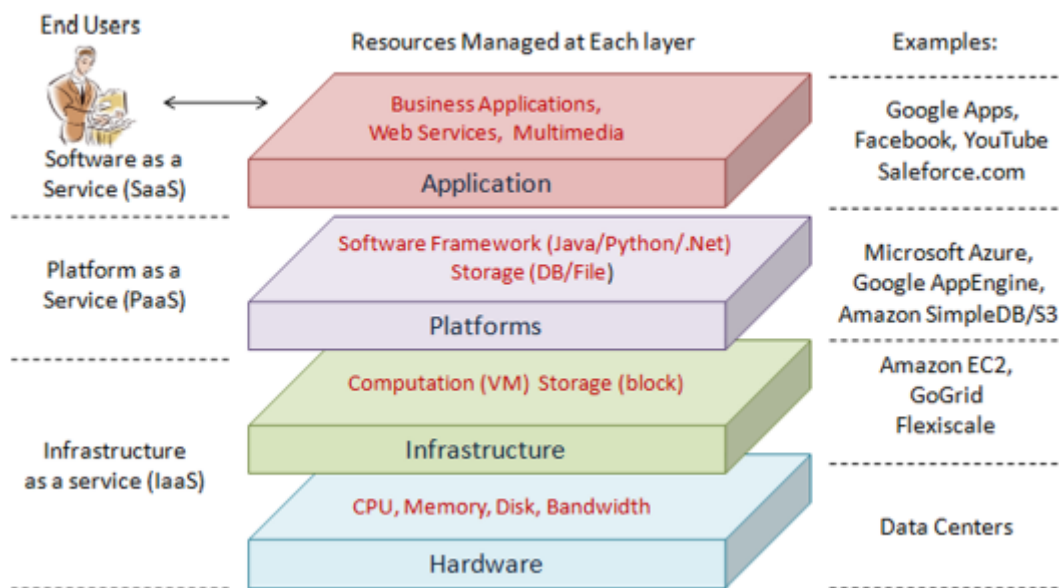 End Users
Resources Managed at Each layer
Examples:
Business Applications,
Web Services, Multimedia
Application
Software as a
Service (SaaS)
Google Apps,
Facebook, YouTube
Saleforce.com
Software Framework (Java/Python/.Net)
Storage (DB/File)
Platforms
Platform as a
Service (PaaS)
Microsoft Azure,
Google AppEngine,
Amazon SimpleDB/S3
Computation (VM) Storage (block)
Infrastructure
Amazon EC2,
GoGrid
Flexiscale
Infrastructure
as a service (IaaS)
CPU, Memory, Disk, Bandwidth
Hardware
Data Centers